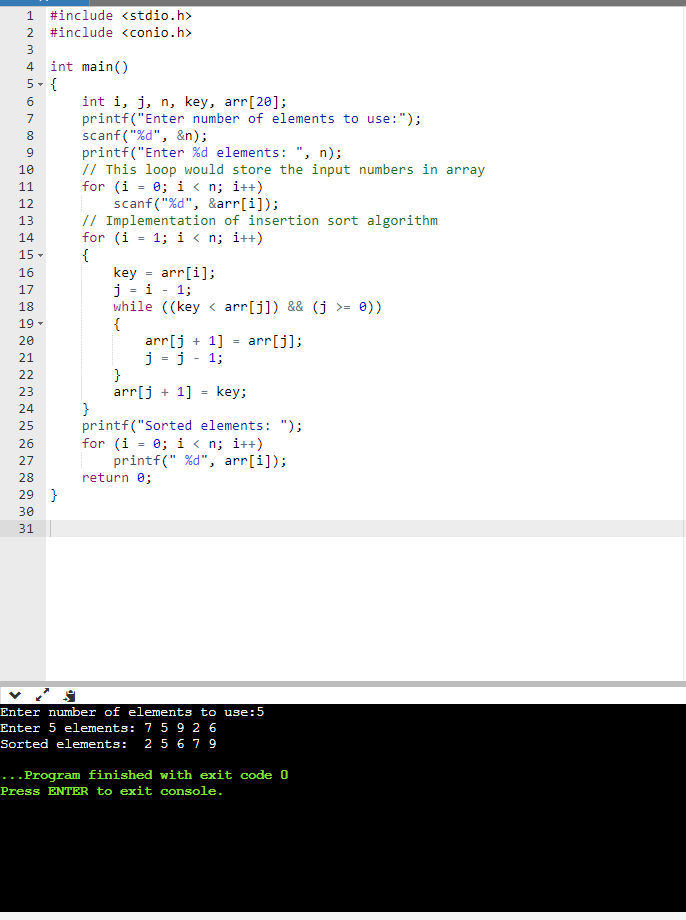 1 #include <stdio.h>
2 #include <conio.h>
3
4 int main()
5 {
6 int i, j, n, key, arr[20];
7 printf("Enter number of elements to use:");
8 scanf("%d", &n);
9 printf("Enter %d elements: ", n);
10 // This loop would store the input numbers in array
11 for (i = 0; i < n; i++)
12 scanf("%d", &arr[i]);
13 // Implementation of insertion sort algorithm
14 for (i = 1; i < n; i++)
15 {
16 key = arr[i];
17 j = i - 1;
18 while ((key < arr[j]) && (j >= 0))
19 {
20 arr[j + 1] = arr[j];
21 j = j - 1;
22 }
23 arr[j + 1] = key;
24 }
25 printf("Sorted elements: ");
26 for (i = 0; i < n; i++)
27 printf(" %d", arr[i]);
28 return 0;
29 }
30
31
Enter number of elements to use:5
Enter 5 elements: 7 5 9 2 6
Sorted elements:  2 5 6 7 9
...Program finished with exit code 0
Press ENTER to exit console.